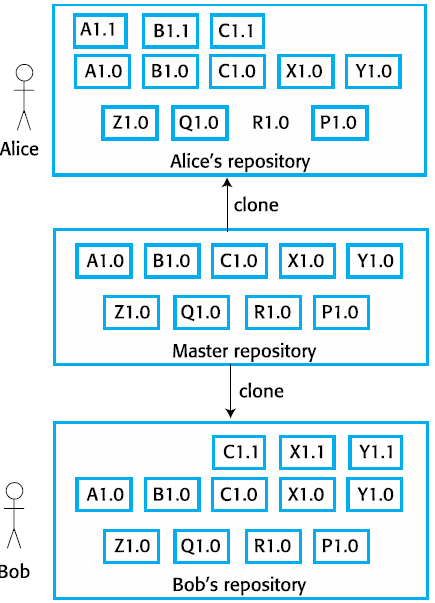 A1.1 B1.1 C1.1
A1.0 B1.0 C1.0 X1.0 Y1.0
Z1.0 Q1.0 R1.0 P1.0
Alice
Alice's repository
clone
A1.0 B1.0 C1.0 X1.0 Y1.0
Z1.0 Q1.0 R1.0 P1.0
Master repository
clone
C1.1 X1.1 Y1.1
A1.0 B1.0 C1.0 X1.0 Y1.0
Z1.0 Q1.0 R1.0 P1.0
Bob
Bob's repository